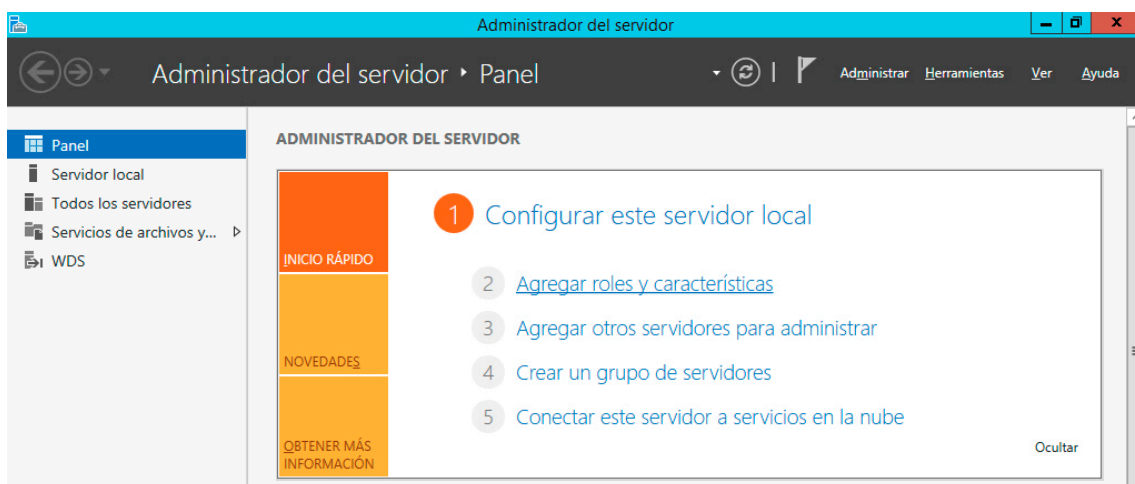 Administrador del servidor
Administrador del servidor ‣ Panel
Administrar Herramientas Ver Ayuda
Panel
Servidor local
Todos los servidores
Servicios de archivos y...
WDS
ADMINISTRADOR DEL SERVIDOR
INICIO RÁPIDO
NOVEDADES
OBTENER MÁS
INFORMACIÓN
1 Configurar este servidor local
2 Agregar roles y características
3 Agregar otros servidores para administrar
4 Crear un grupo de servidores
5 Conectar este servidor a servicios en la nube
Ocultar